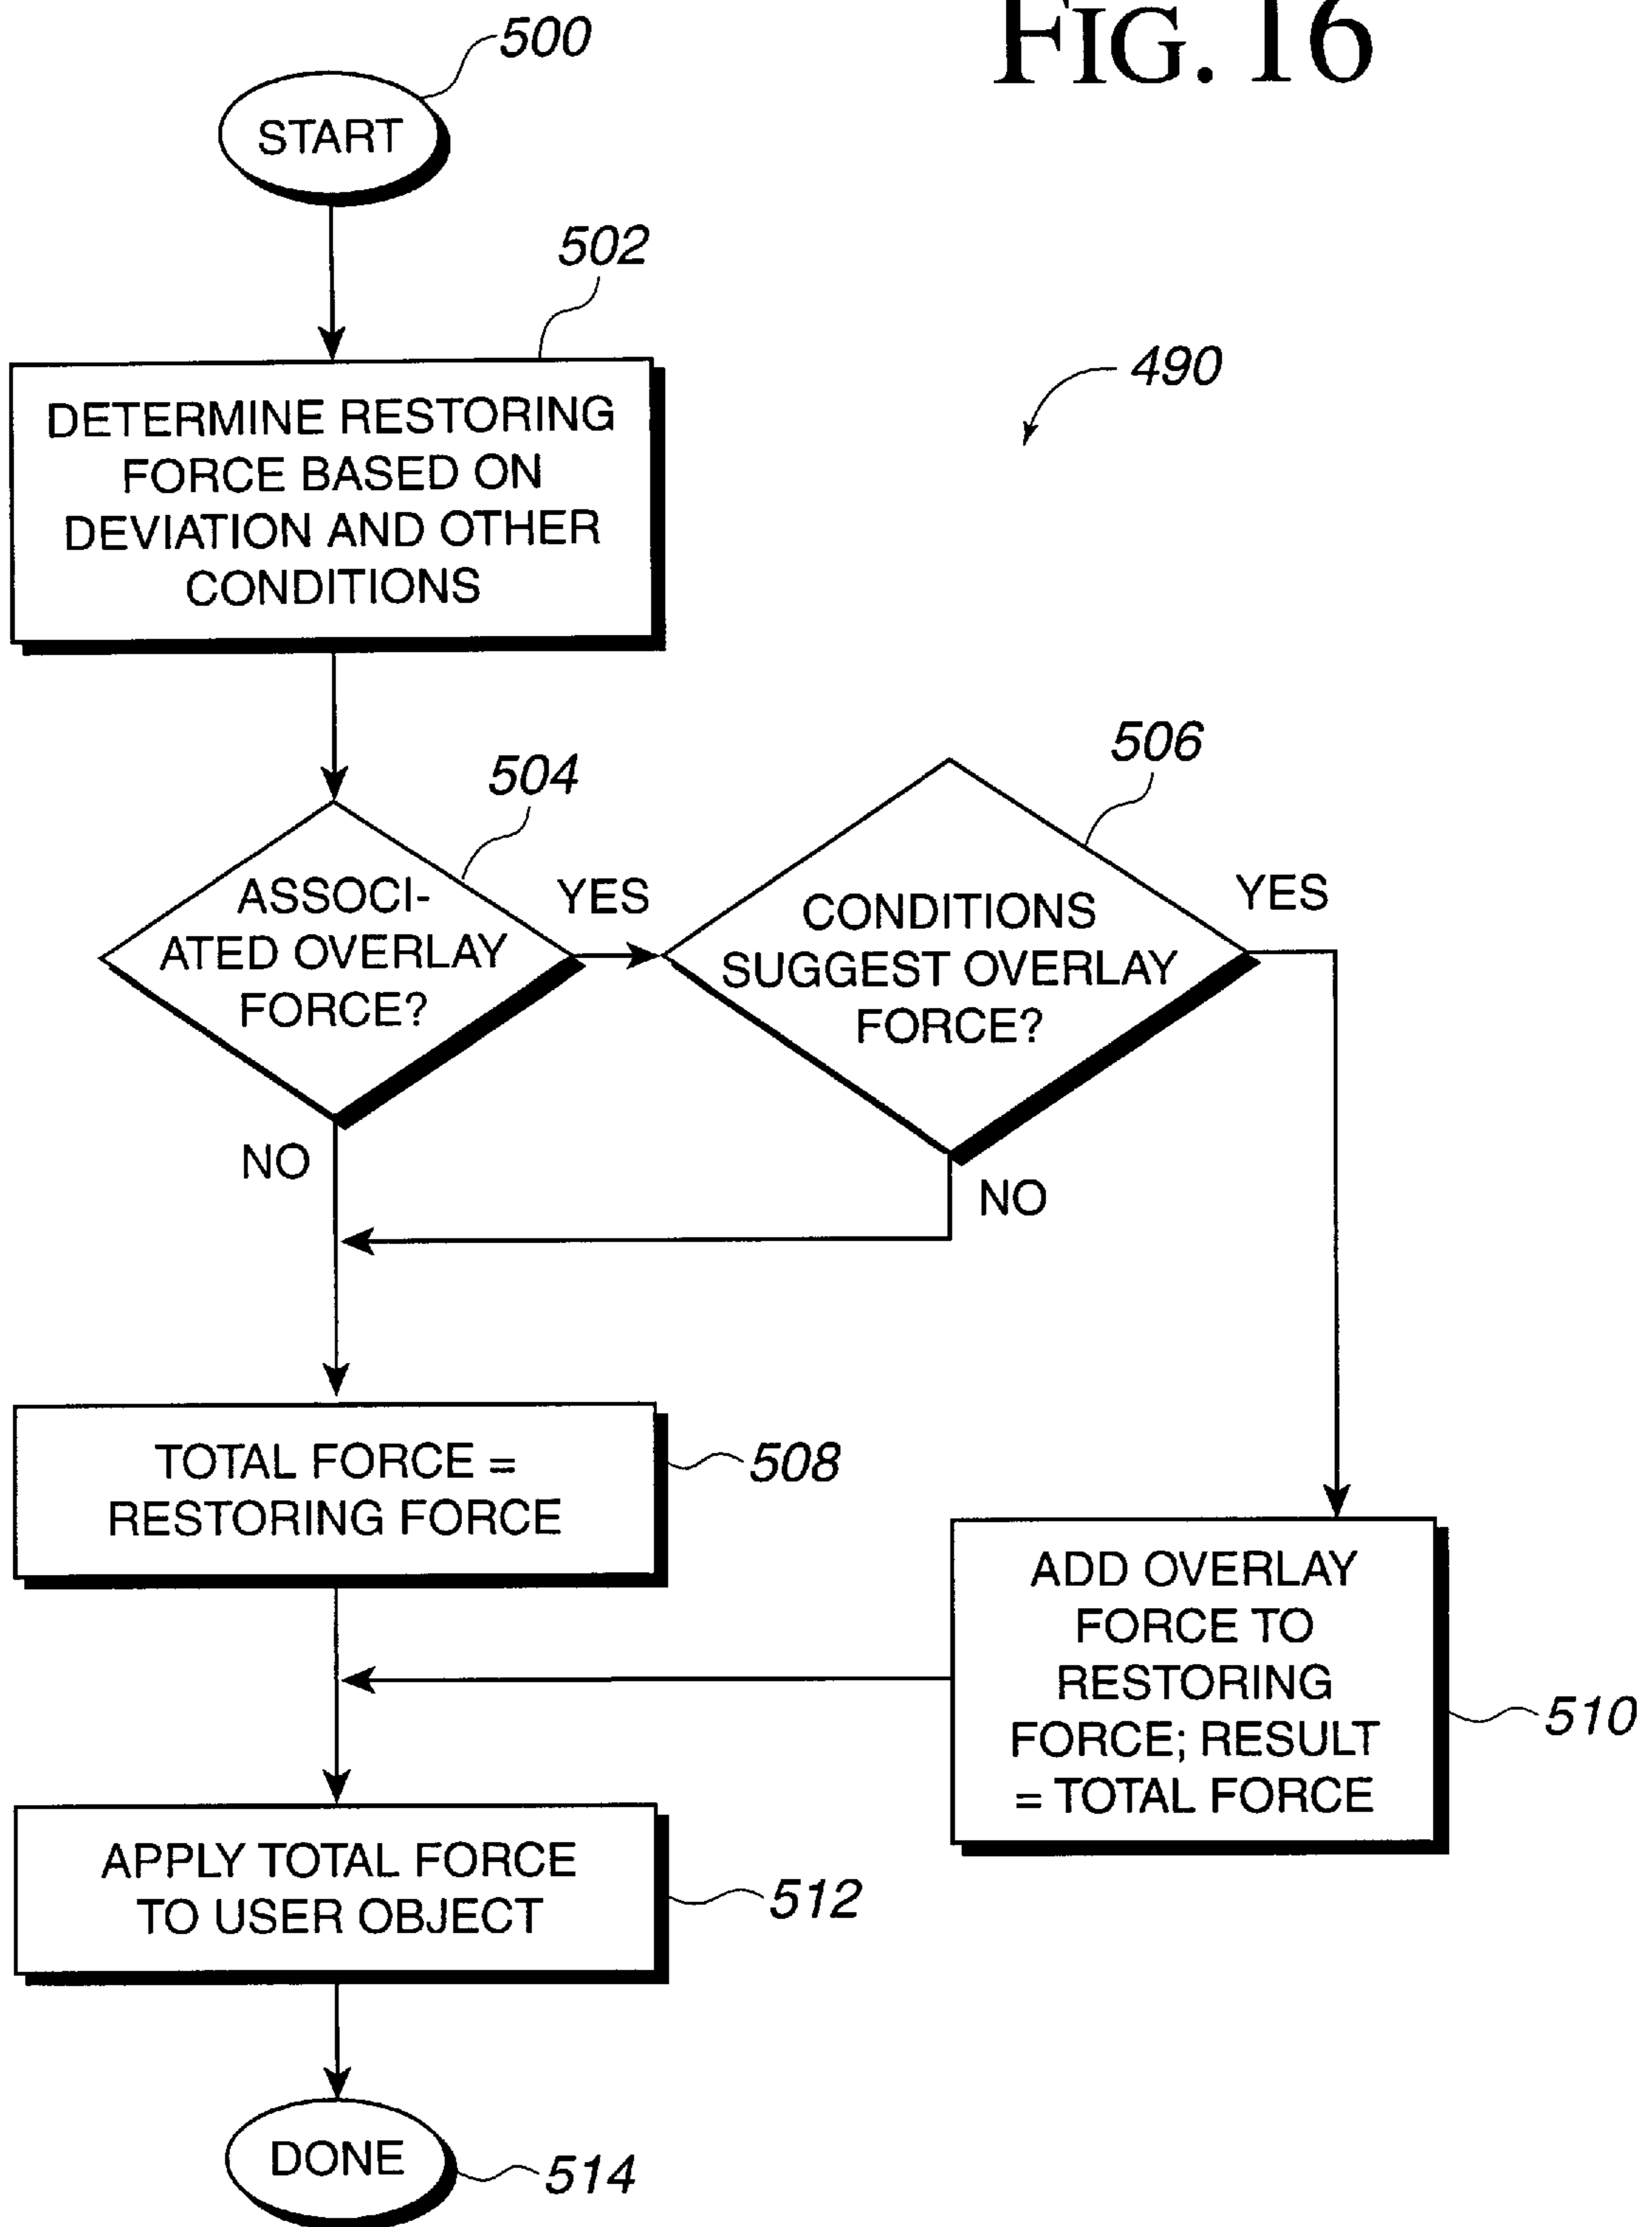 FIG. 16
500
START
502
490
DETERMINE RESTORING
FORCE BASED ON
DEVIATION AND OTHER
CONDITIONS
504
506
ASSOCI-
ATED OVERLAY
FORCE?
YES
CONDITIONS
SUGGEST OVERLAY
FORCE?
YES
NO
NO
TOTAL FORCE =
RESTORING FORCE
508
ADD OVERLAY
FORCE TO
RESTORING
FORCE; RESULT
= TOTAL FORCE
510
APPLY TOTAL FORCE
TO USER OBJECT
512
DONE
514